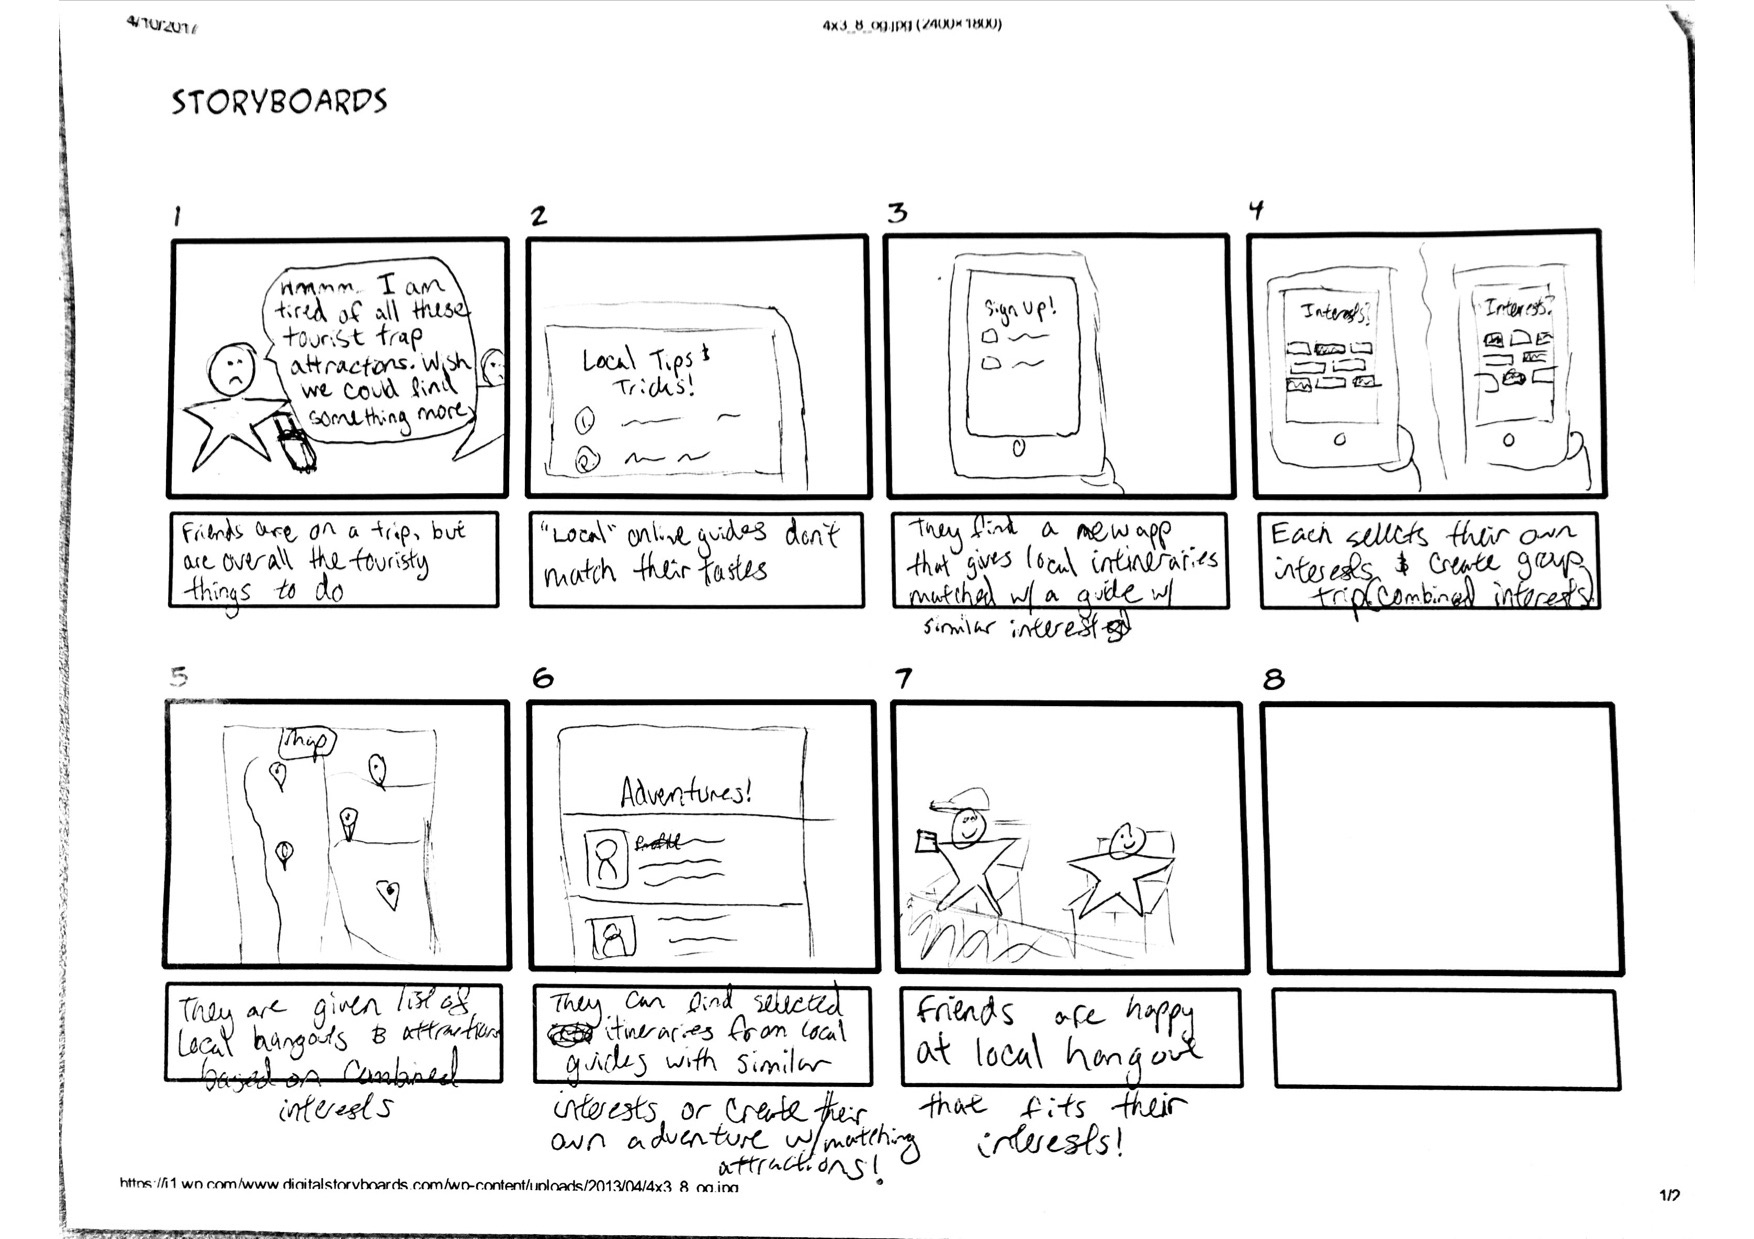 4/10/2017
4x3_8_og.jpg (2400×1800)
STORYBOARDS
1
2
3
4
Hmmm. I am
tired of all these
tourist trap
attractons. Wish
we could find
something more
Local Tips &
Tricks!
1.
2.
Sign Up!
Interests?
Interests?
Friends are on a trip, but
are overall the touristy
things to do
"Local" online guides don't
match their tastes
They find a new app
that gives local intineraries
matched w/ a guide w/
similar interest
Each sellcts their own
interests & create group
trip (combined interests)
5
6
7
8
Map
Adventures!
They are given list of
local hangouts & attractions
based on combined
interests
They can find selected
itineraries from local
guides with similar
interests or create their
own adventure w/matching
attractions!
Friends are happy
at local hangout
that fits their
interests!
https://i1.wp.com/www.digitalstoryboards.com/wp-content/uploads/2013/04/4x3_8_og.jpg
1/2